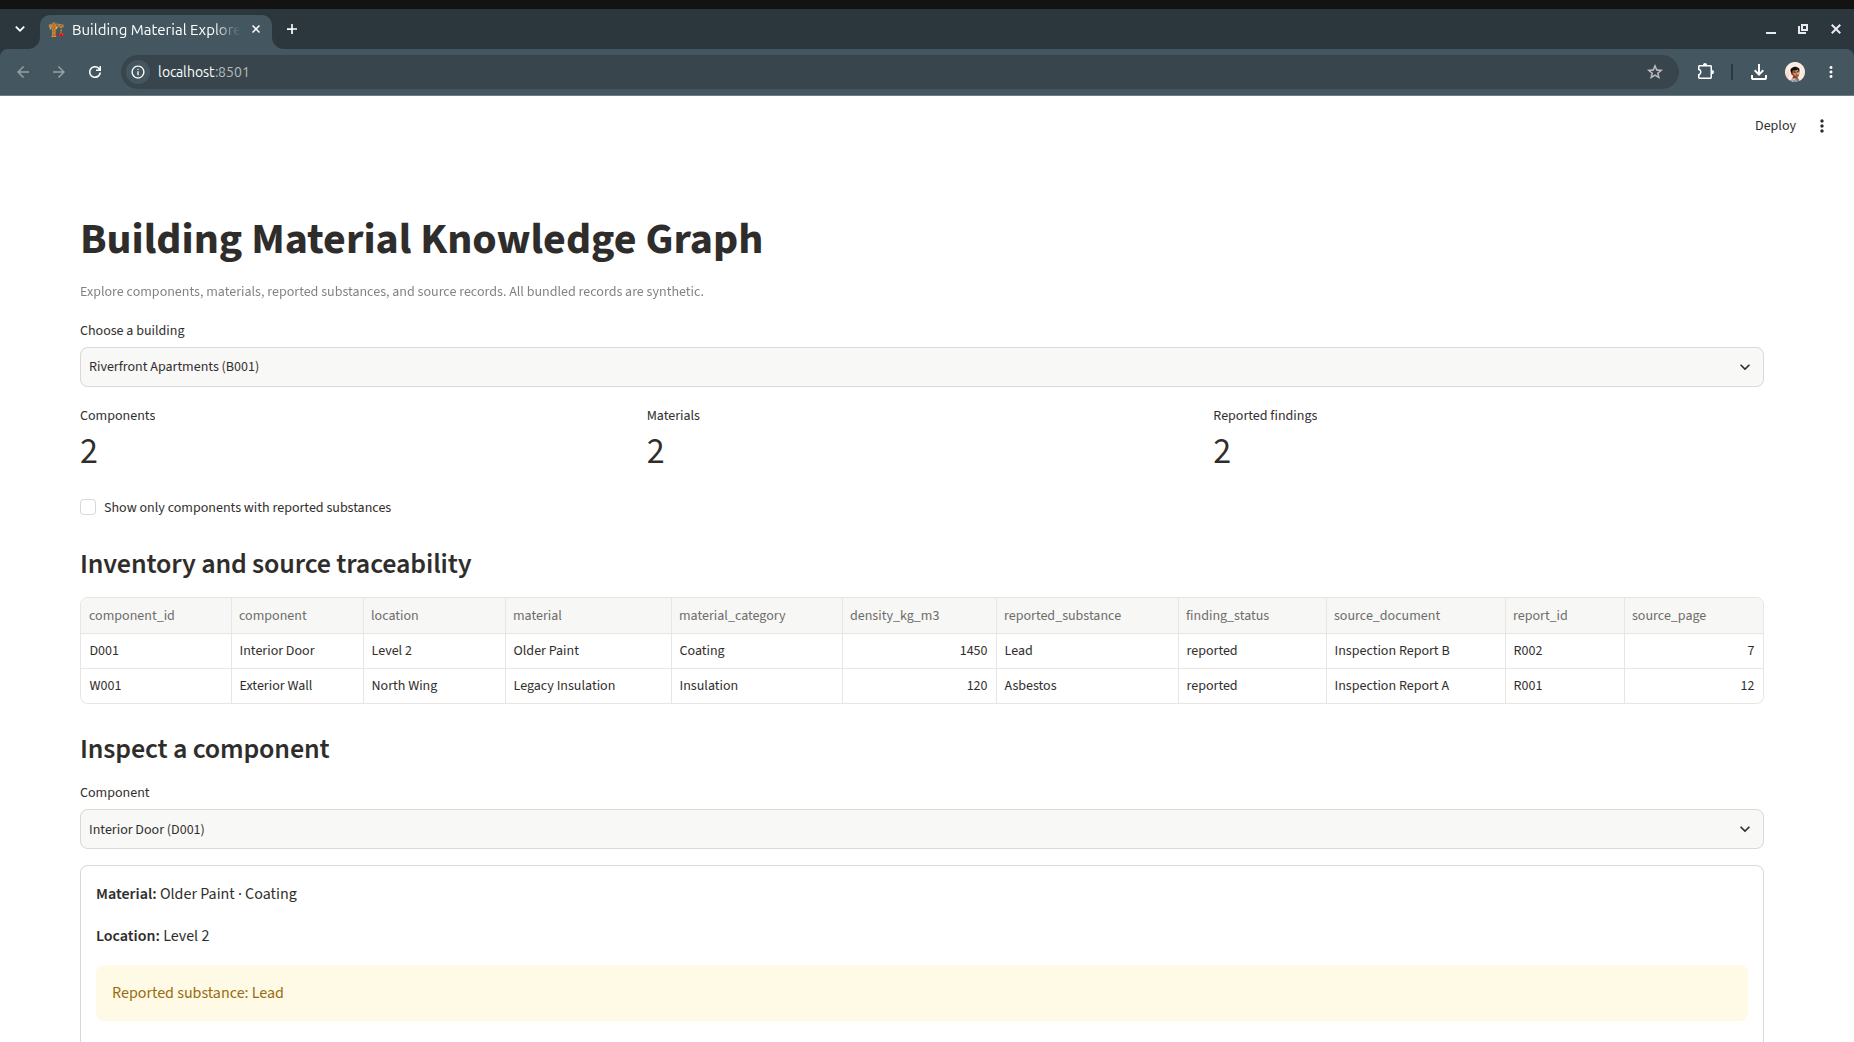 Building Material Explore
localhost:8501
Deploy
Building Material Knowledge Graph
Explore components, materials, reported substances, and source records. All bundled records are synthetic.
Choose a building
Riverfront Apartments (B001)
Components Materials Reported findings
2 2 2
Show only components with reported substances
Inventory and source traceability
component_id component location material material_category density_kg_m3 reported_substance finding_status source_document report_id source_page
D001 Interior Door Level 2 Older Paint Coating 1450 Lead reported Inspection Report B R002 7
W001 Exterior Wall North Wing Legacy Insulation Insulation 120 Asbestos reported Inspection Report A R001 12
Inspect a component
Component
Interior Door (D001)
Material: Older Paint · Coating
Location: Level 2
Reported substance: Lead